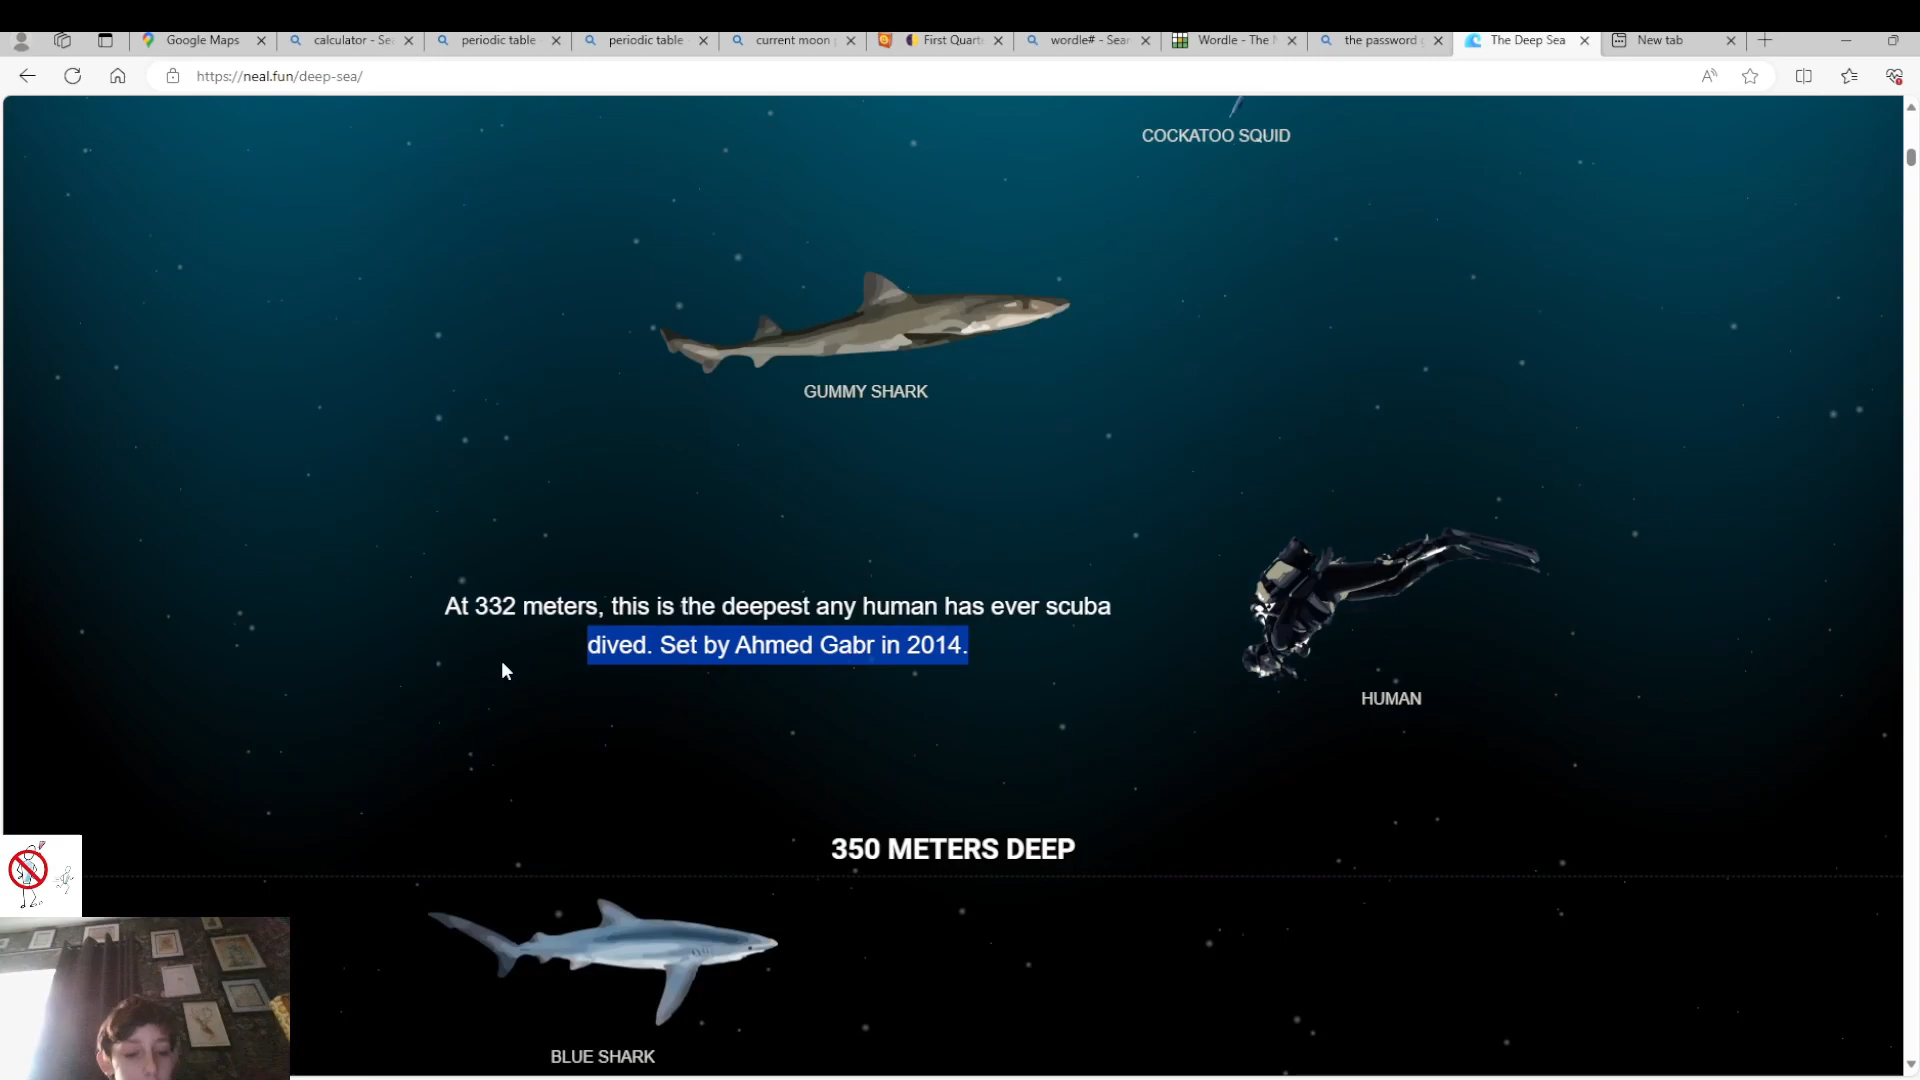 Google Maps
calculator - Se
periodic table
periodic table
current moon
First Quart
wordle# - Sear
Wordle - The
the password
The Deep Sea
New tab
https://neal.fun/deep-sea/
COCKATOO SQUID
GUMMY SHARK
At 332 meters, this is the deepest any human has ever scuba
dived. Set by Ahmed Gabr in 2014.
HUMAN
350 METERS DEEP
BLUE SHARK